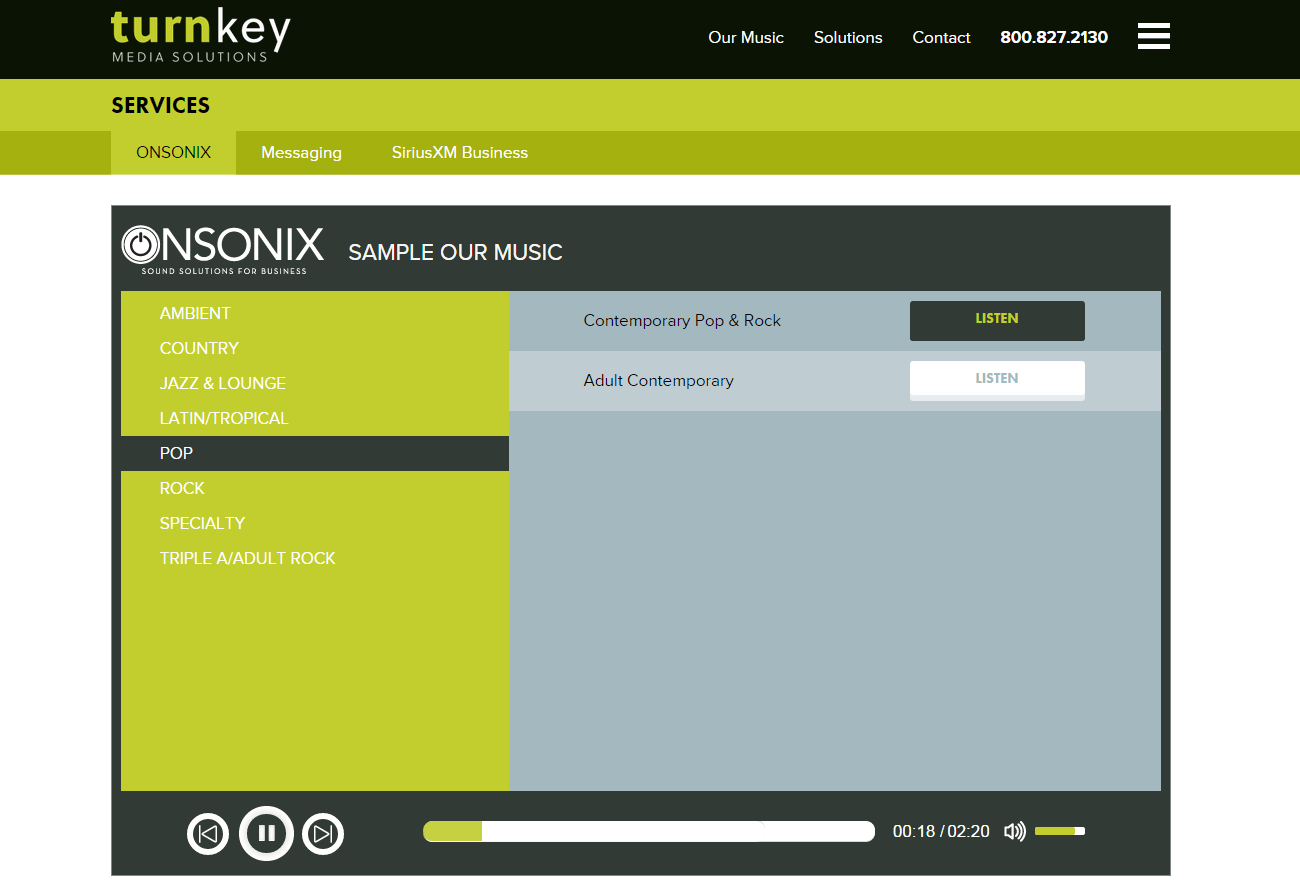 turnkey
MEDIA SOLUTIONS
Our Music Solutions Contact 800.827.2130
SERVICES
ONSONIX Messaging SiriusXM Business
ONSONIX
SOUND SOLUTIONS FOR BUSINESS
SAMPLE OUR MUSIC
AMBIENT
COUNTRY
JAZZ & LOUNGE
LATIN/TROPICAL
POP
ROCK
SPECIALTY
TRIPLE A/ADULT ROCK
Contemporary Pop & Rock LISTEN
Adult Contemporary LISTEN
00:18 / 02:20